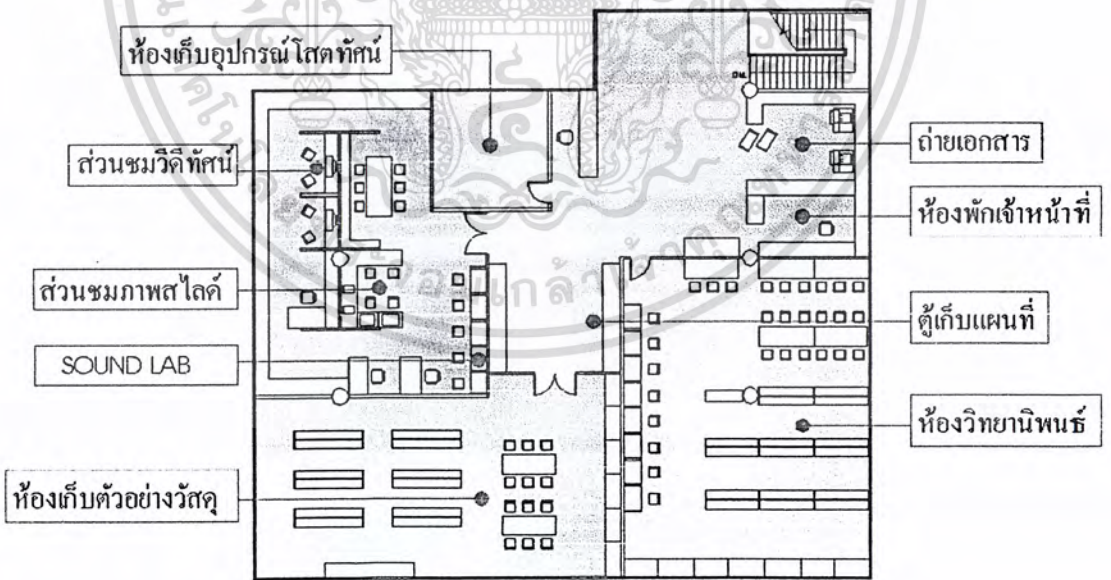 ห้องเก็บอุปกรณ์โสตทัศน์
ส่วนชมวีดีทัศน์
ส่วนชมภาพสไลด์
SOUND LAB
ห้องเก็บตัวอย่างวัสดุ
ถ่ายเอกสาร
ห้องพักเจ้าหน้าที่
ตู้เก็บแผนที่
ห้องวิทยานิพนธ์